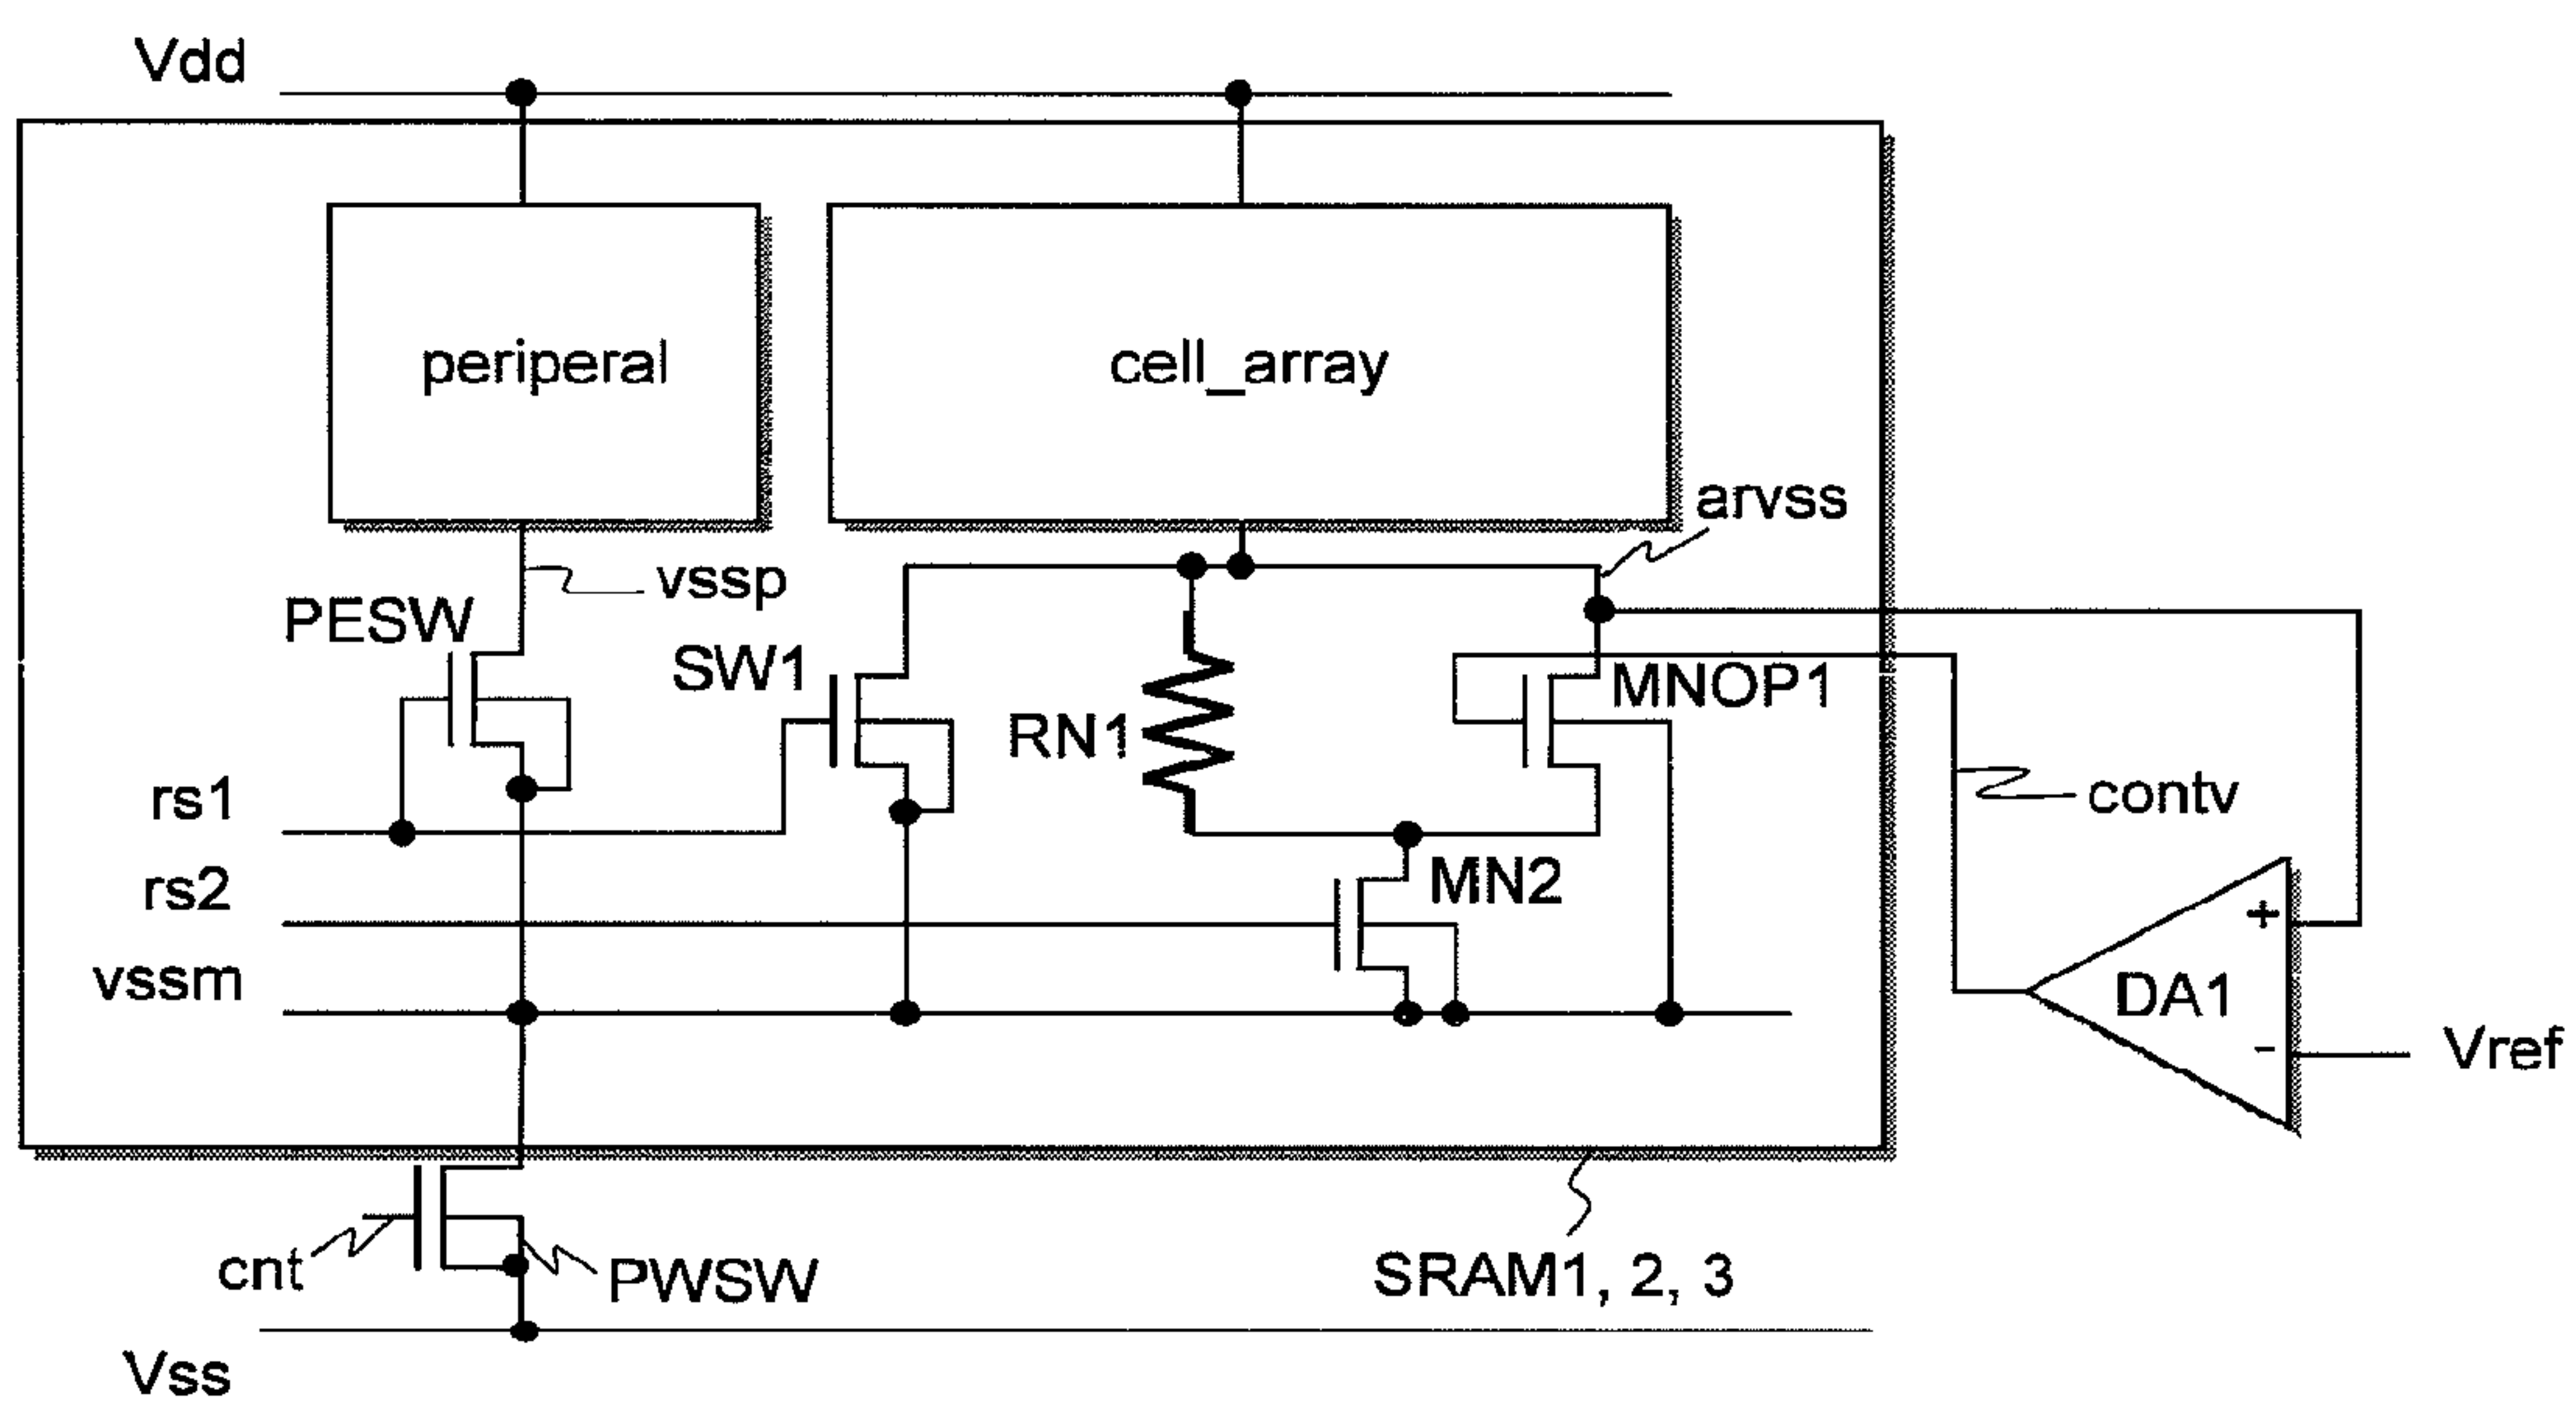 Vdd
periperal
cell_array
arvss
vssp
PESW
SW1
MNOP1
RN1
rs1
contv
rs2
MN2
+
vssm
DA1
-
Vref
cnt
PWSW
SRAM1, 2, 3
Vss